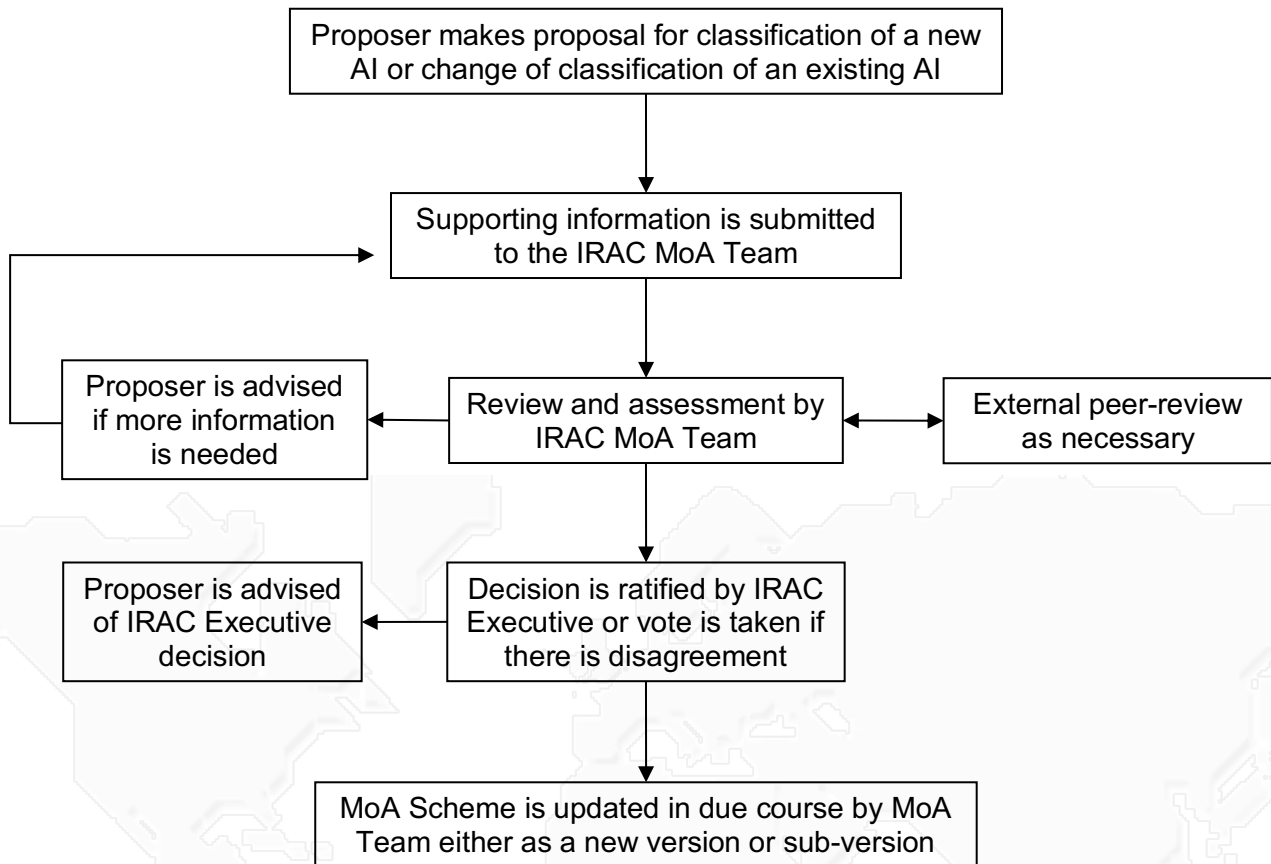 Proposer makes proposal for classification of a new
AI or change of classification of an existing AI
Supporting information is submitted
to the IRAC MoA Team
Proposer is advised
if more information
is needed
Review and assessment by
IRAC MoA Team
External peer-review
as necessary
Proposer is advised
of IRAC Executive
decision
Decision is ratified by IRAC
Executive or vote is taken if
there is disagreement
MoA Scheme is updated in due course by MoA
Team either as a new version or sub-version